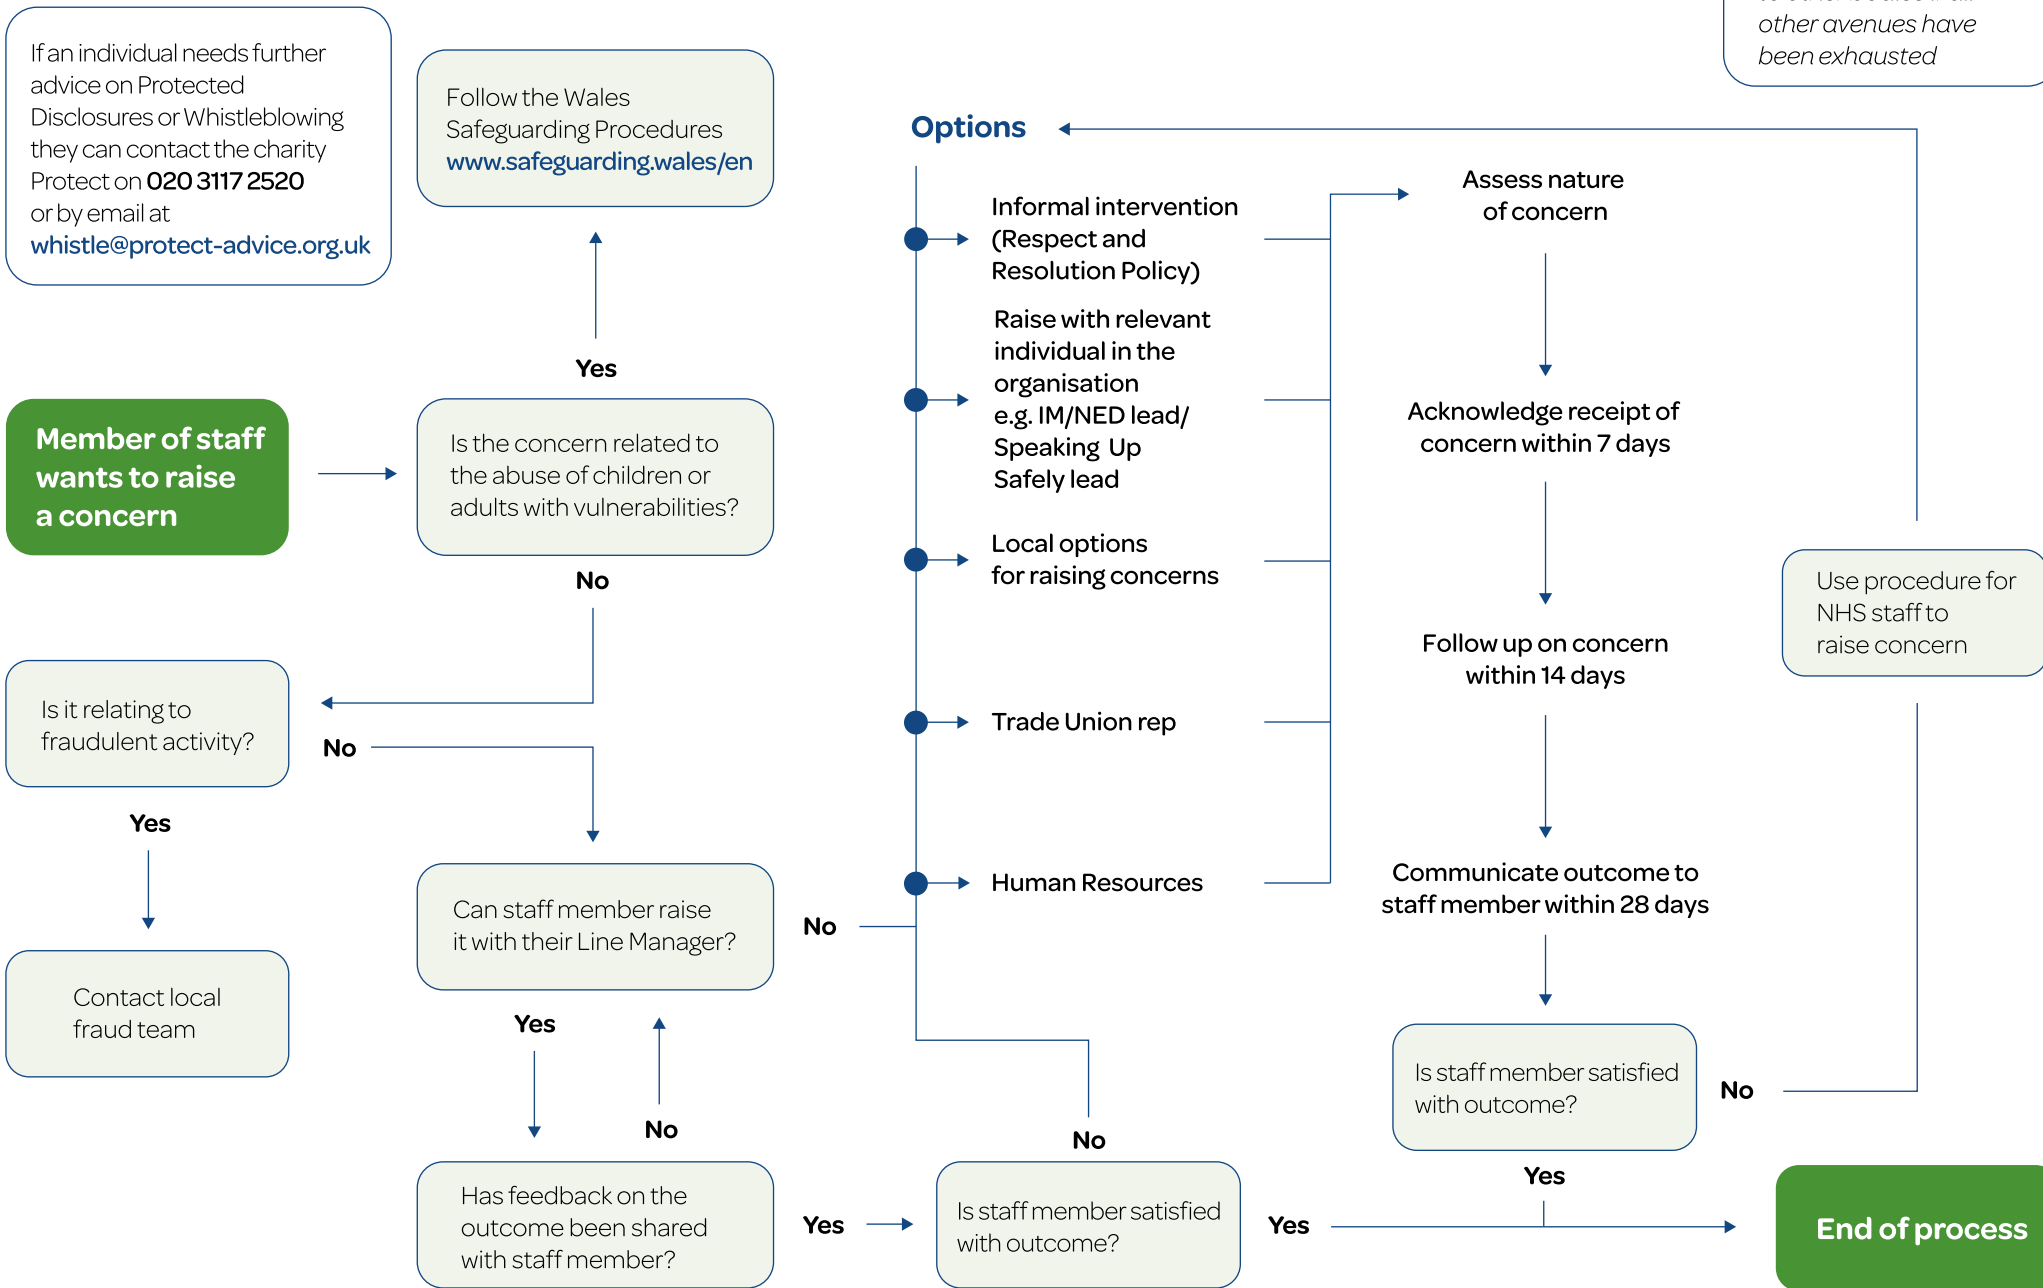 If an individual needs further
advice on Protected
Disclosures or Whistleblowing
they can contact the charity
Protect on 020 3117 2520
or by email at
whistle@protect-advice.org.uk
Follow the Wales
Safeguarding Procedures
www.safeguarding.wales/en
other avenues have
been exhausted
Yes
Member of staff
wants to raise
a concern
Is the concern related to
the abuse of children or
adults with vulnerabilities?
No
Is it relating to
fraudulent activity?
No
Yes
Contact local
fraud team
Can staff member raise
it with their Line Manager?
No
Yes
No
Has feedback on the
outcome been shared
with staff member?
Yes
No
Is staff member satisfied
with outcome?
Yes
Options
Informal intervention
(Respect and
Resolution Policy)
Raise with relevant
individual in the
organisation
e.g. IM/NED lead/
Speaking Up
Safely lead
Local options
for raising concerns
Trade Union rep
Human Resources
Assess nature
of concern
Acknowledge receipt of
concern within 7 days
Follow up on concern
within 14 days
Communicate outcome to
staff member within 28 days
Is staff member satisfied
with outcome?
No
Yes
Use procedure for
NHS staff to
raise concern
End of process